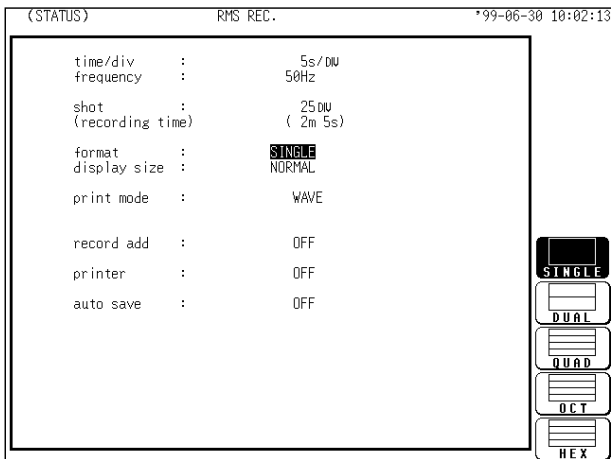 (STATUS) RMS REC. '99-06-30 10:02:13
time/div : 5s/DIV
frequency : 50Hz
shot : 25DIV
(recording time) ( 2m 5s)
format : SINGLE
display size : NORMAL
print mode : WAVE
record add : OFF
printer : OFF
auto save : OFF
SINGLE
DUAL
QUAD
OCT
HEX